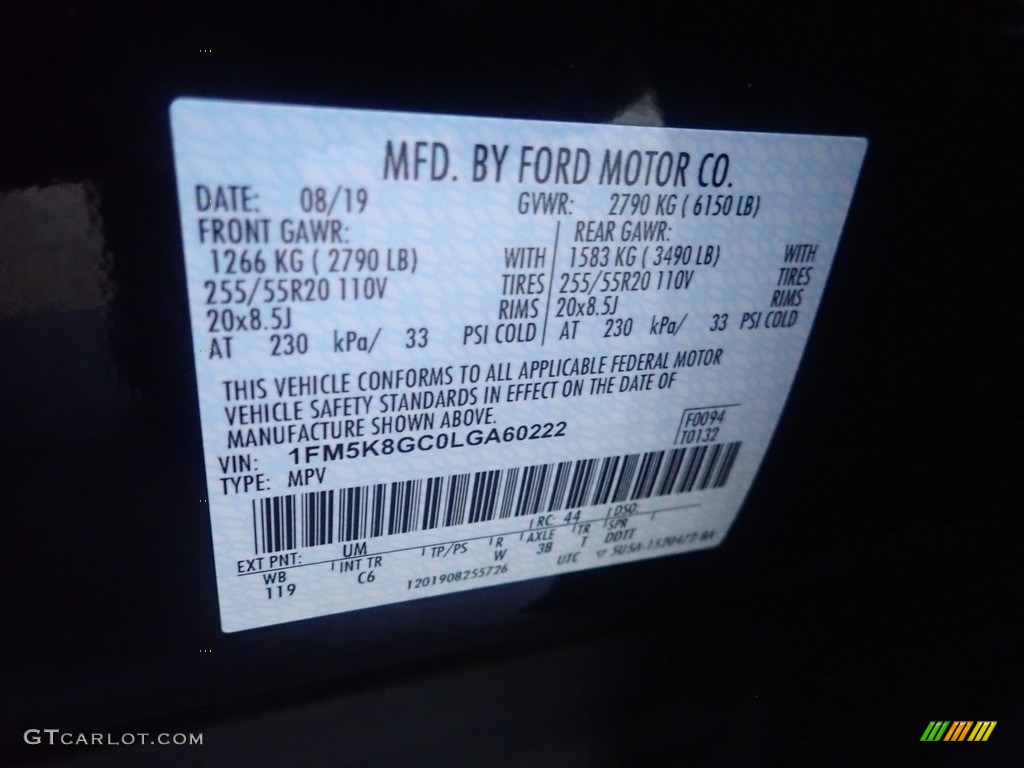 MFD. BY FORD MOTOR CO.
DATE: 08/19 GVWR: 2790 KG ( 6150 LB)
FRONT GAWR: REAR GAWR:
1266 KG ( 2790 LB) WITH 1583 KG ( 3490 LB) WITH
255/55R20 110V TIRES 255/55R20 110V TIRES
20x8.5J RIMS 20x8.5J RIMS
AT 230 kPa/ 33 PSI COLD AT 230 kPa/ 33 PSI COLD
THIS VEHICLE CONFORMS TO ALL APPLICABLE FEDERAL MOTOR
VEHICLE SAFETY STANDARDS IN EFFECT ON THE DATE OF
MANUFACTURE SHOWN ABOVE.
F0094
VIN: 1FM5K8GC0LGA60222
T0132
TYPE: MPV
EXT PNT: UM RC: 44 DSO:
WB INT TR TP/PS R AXLE TR SPR
119 C6 W 3B T DDTT
1201908255726 UTC
GTCARLOT.COM